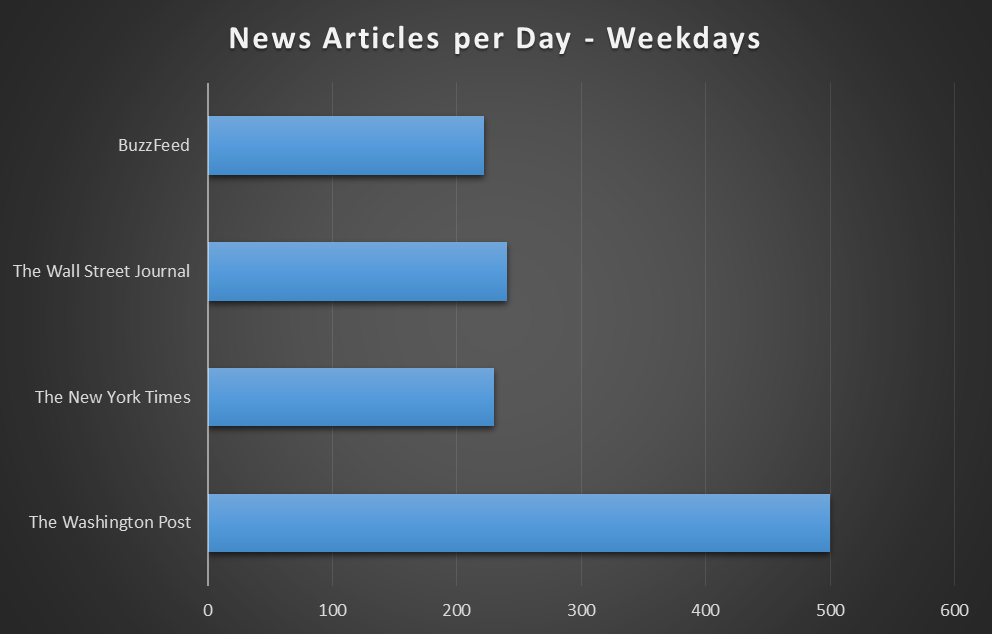 News Articles per Day - Weekdays
BuzzFeed
The Wall Street Journal
The New York Times
The Washington Post
0 100 200 300 400 500 600